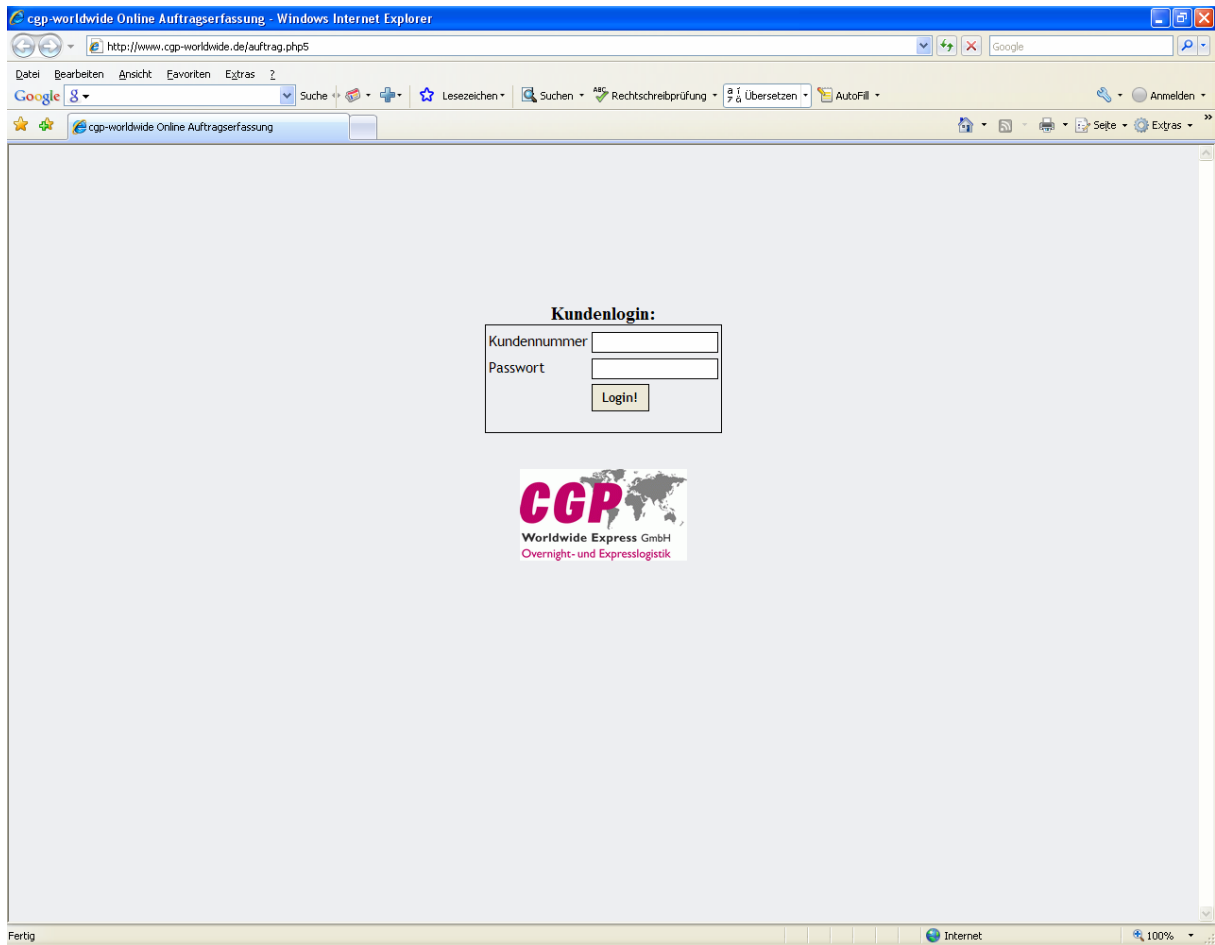 cgp-worldwide Online Auftragserfassung - Windows Internet Explorer
http://www.cgp-worldwide.de/auftrag.php5
Google
Datei Bearbeiten Ansicht Favoriten Extras ?
Google Suche Lesezeichen Suchen Rechtschreibprüfung Übersetzen AutoFill Anmelden
cgp-worldwide Online Auftragserfassung Seite Extras
Kundenlogin:
Kundennummer
Passwort
Login!
CGP
Worldwide Express GmbH
Overnight- und Expresslogistik
Fertig Internet 100%